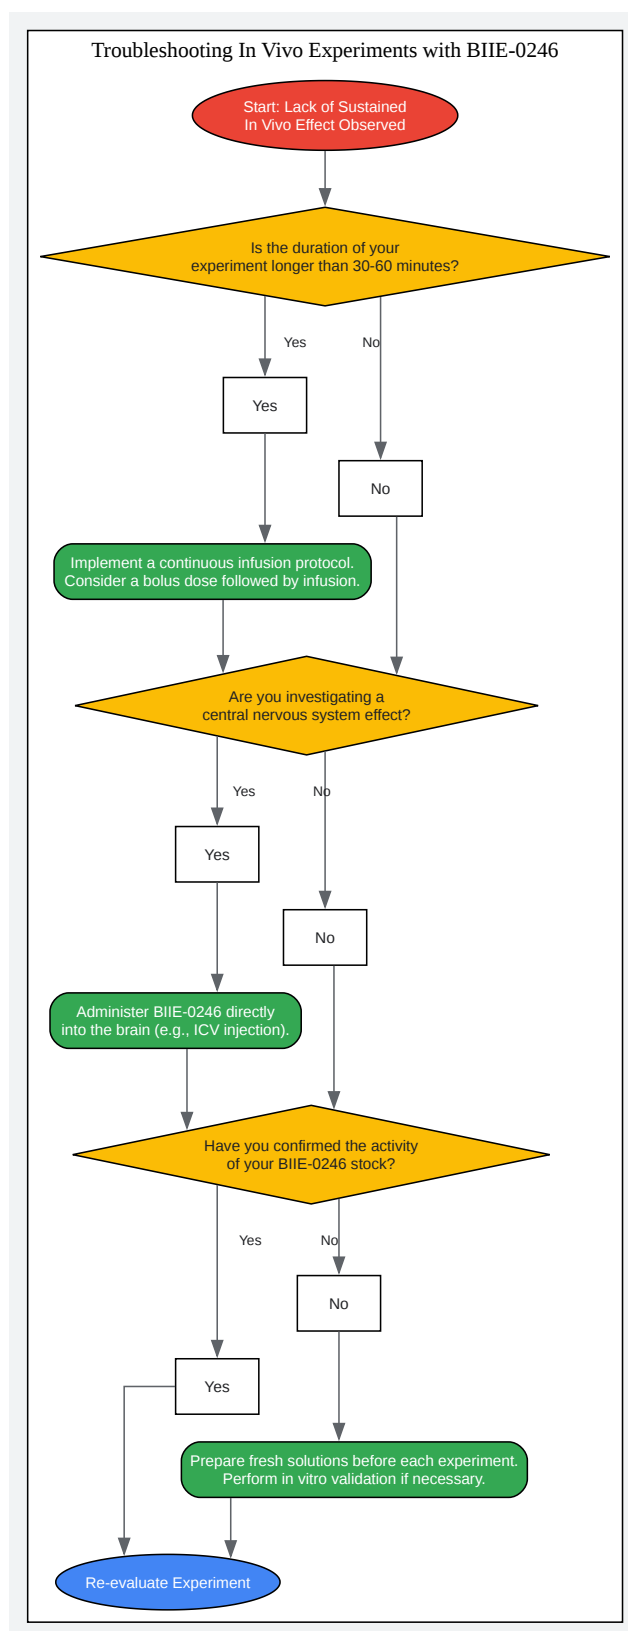 Troubleshooting In Vivo Experiments with BIIE-0246
Start: Lack of Sustained
In Vivo Effect Observed
Is the duration of your
experiment longer than 30-60 minutes?
Yes
No
Yes
No
Implement a continuous infusion protocol.
Consider a bolus dose followed by infusion.
Are you investigating a
central nervous system effect?
Yes
No
Yes
No
Administer BIIE-0246 directly
into the brain (e.g., ICV injection).
Have you confirmed the activity
of your BIIE-0246 stock?
Yes
No
No
Yes
Prepare fresh solutions before each experiment.
Perform in vitro validation if necessary.
Re-evaluate Experiment